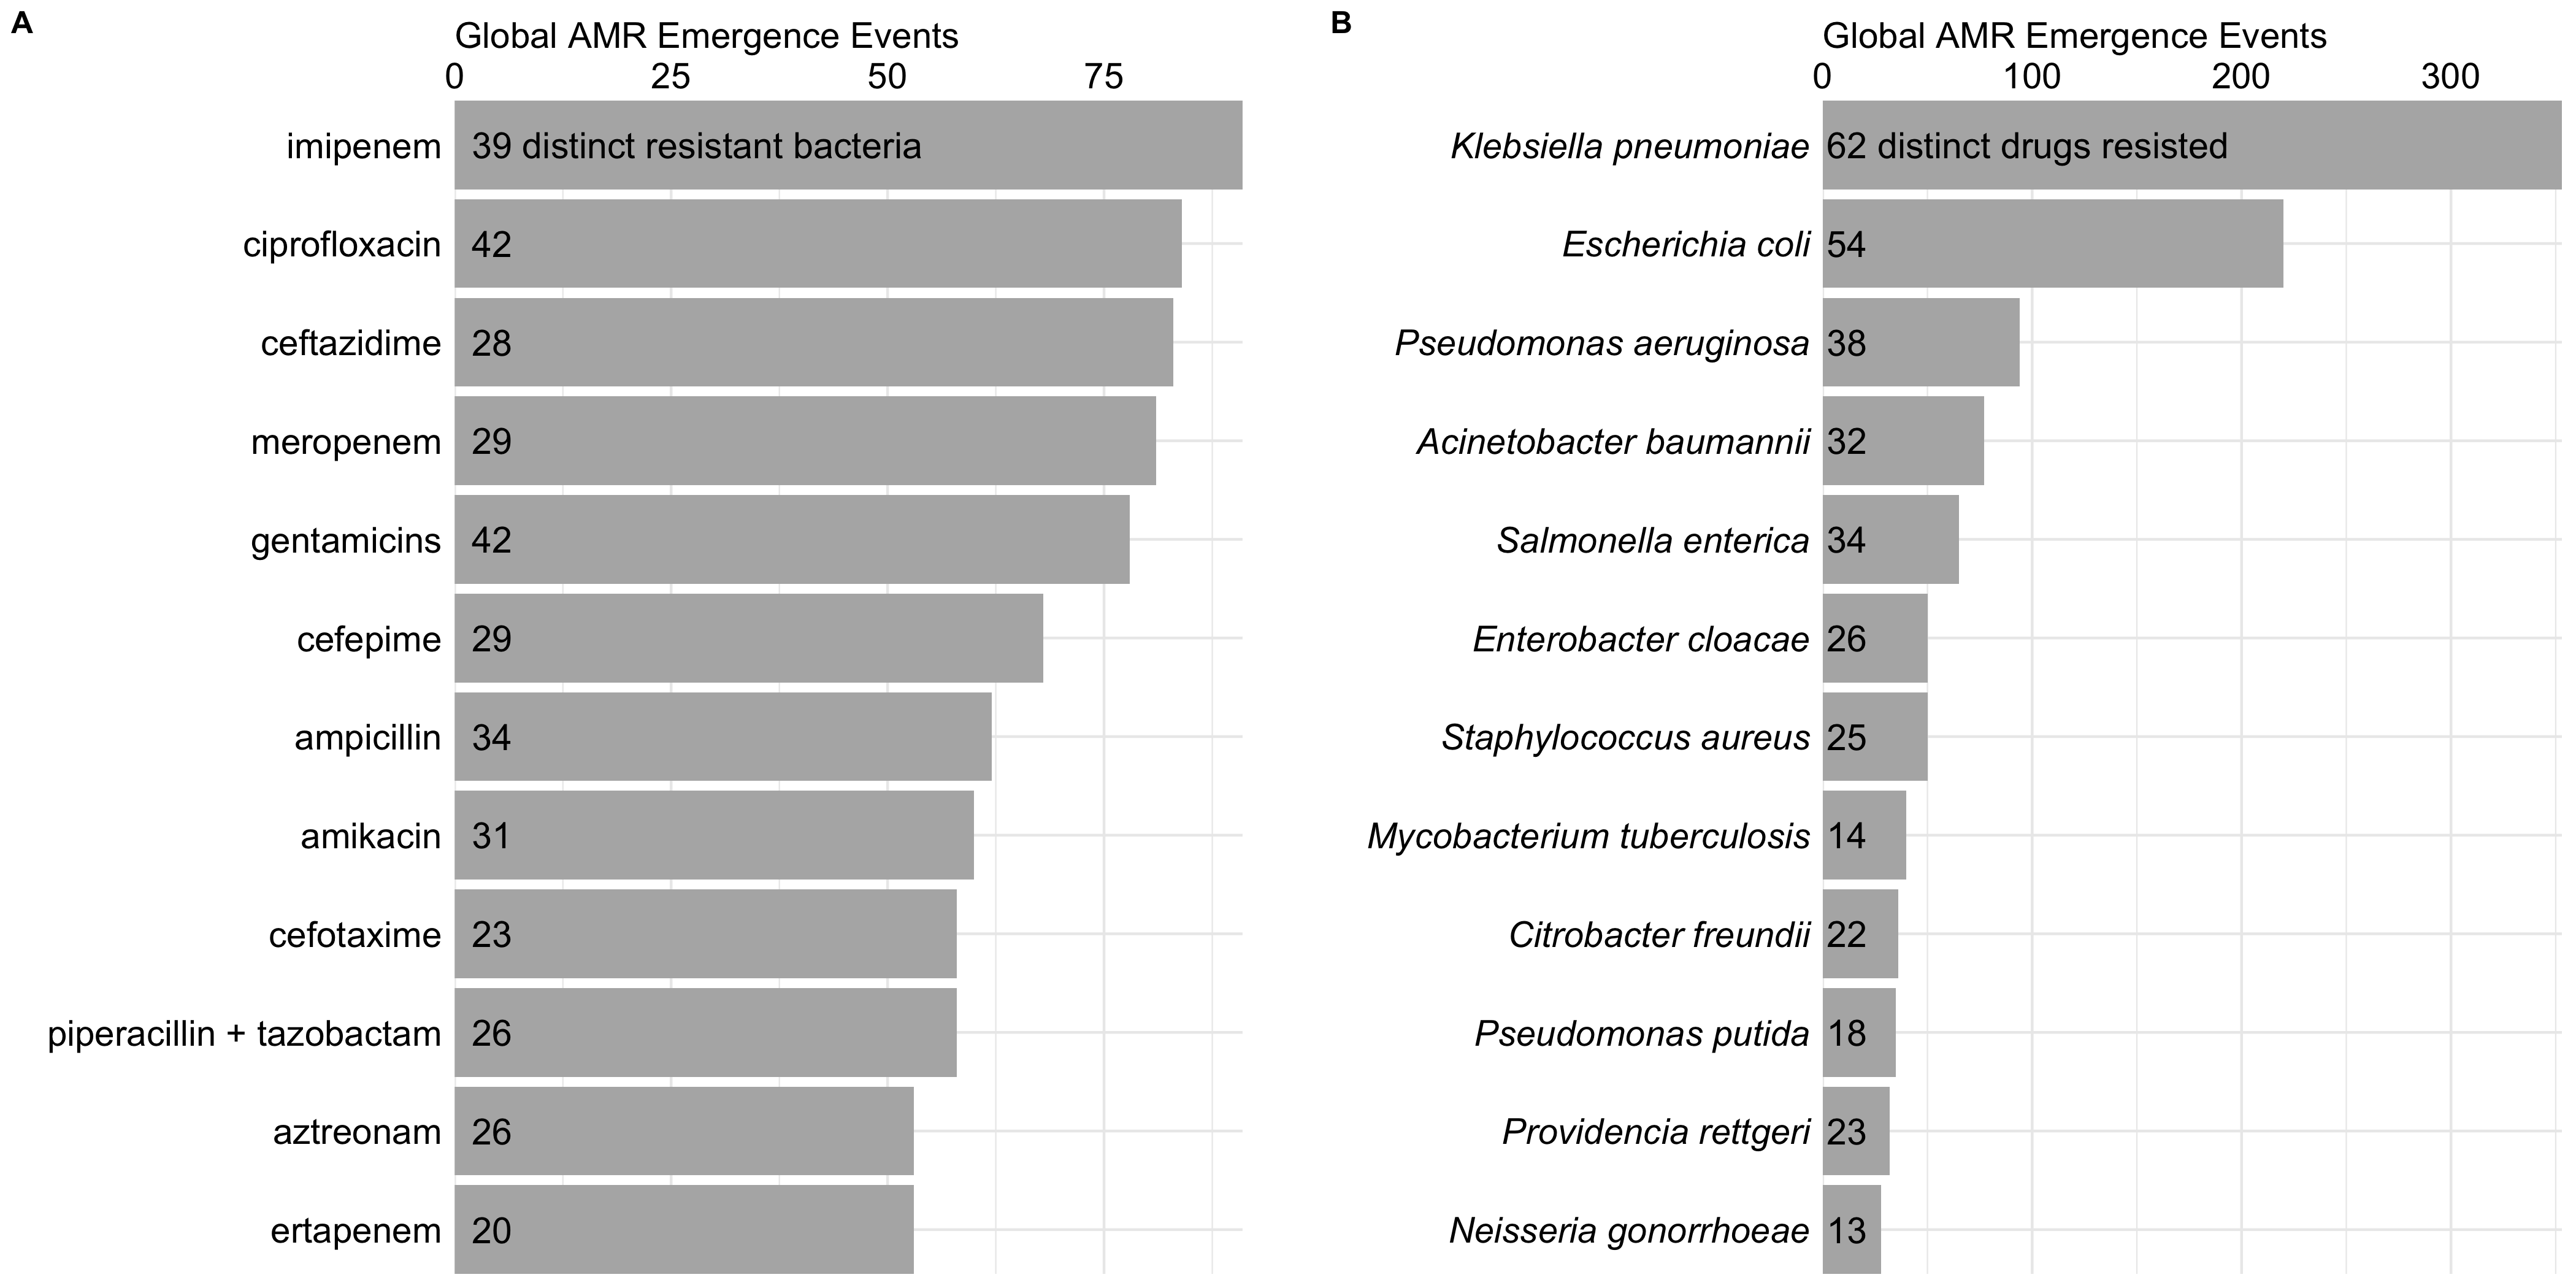 A
Global AMR Emergence Events
0 25 50 75
imipenem 39 distinct resistant bacteria
ciprofloxacin 42
ceftazidime 28
meropenem 29
gentamicins 42
cefepime 29
ampicillin 34
amikacin 31
cefotaxime 23
piperacillin + tazobactam 26
aztreonam 26
ertapenem 20
B
Global AMR Emergence Events
0 100 200 300
Klebsiella pneumoniae 62 distinct drugs resisted
Escherichia coli 54
Pseudomonas aeruginosa 38
Acinetobacter baumannii 32
Salmonella enterica 34
Enterobacter cloacae 26
Staphylococcus aureus 25
Mycobacterium tuberculosis 14
Citrobacter freundii 22
Pseudomonas putida 18
Providencia rettgeri 23
Neisseria gonorrhoeae 13